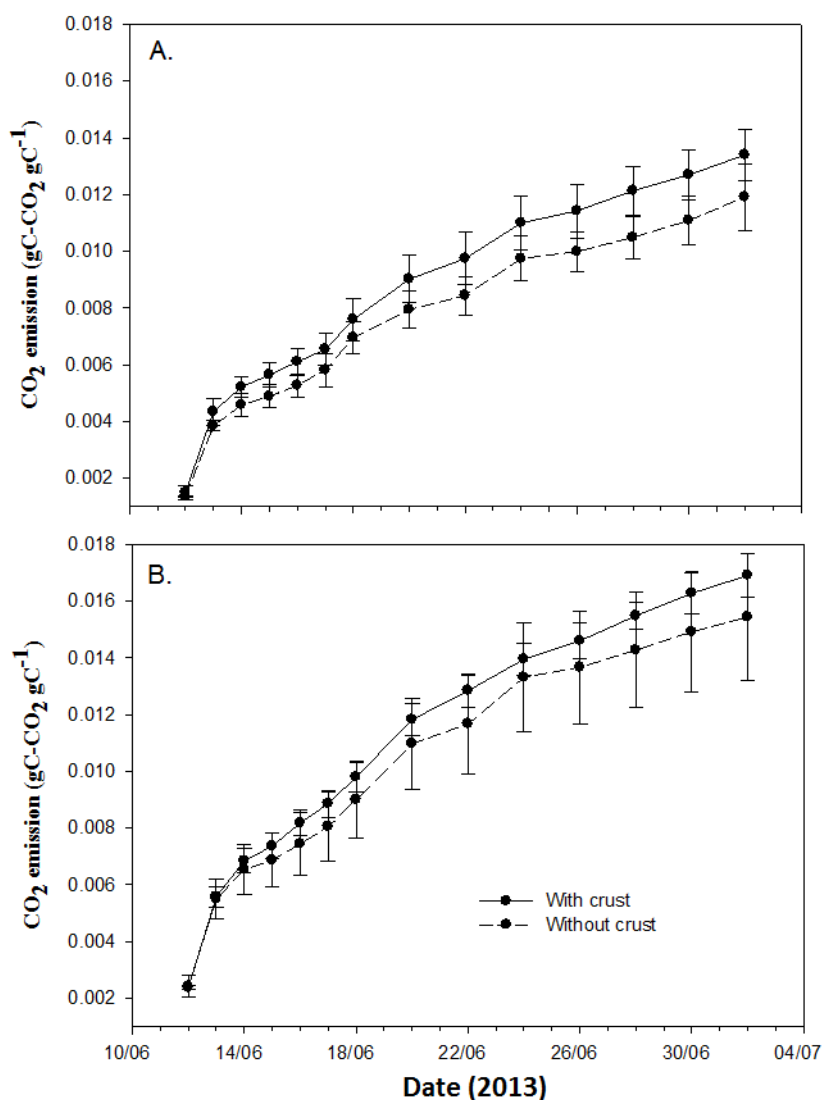 A.
CO₂ emission (gC-CO₂ gC⁻¹)
0.018
0.016
0.014
0.012
0.010
0.008
0.006
0.004
0.002
B.
CO₂ emission (gC-CO₂ gC⁻¹)
0.018
0.016
0.014
0.012
0.010
0.008
0.006
0.004
0.002
With crust
Without crust
10/06 14/06 18/06 22/06 26/06 30/06 04/07
Date (2013)